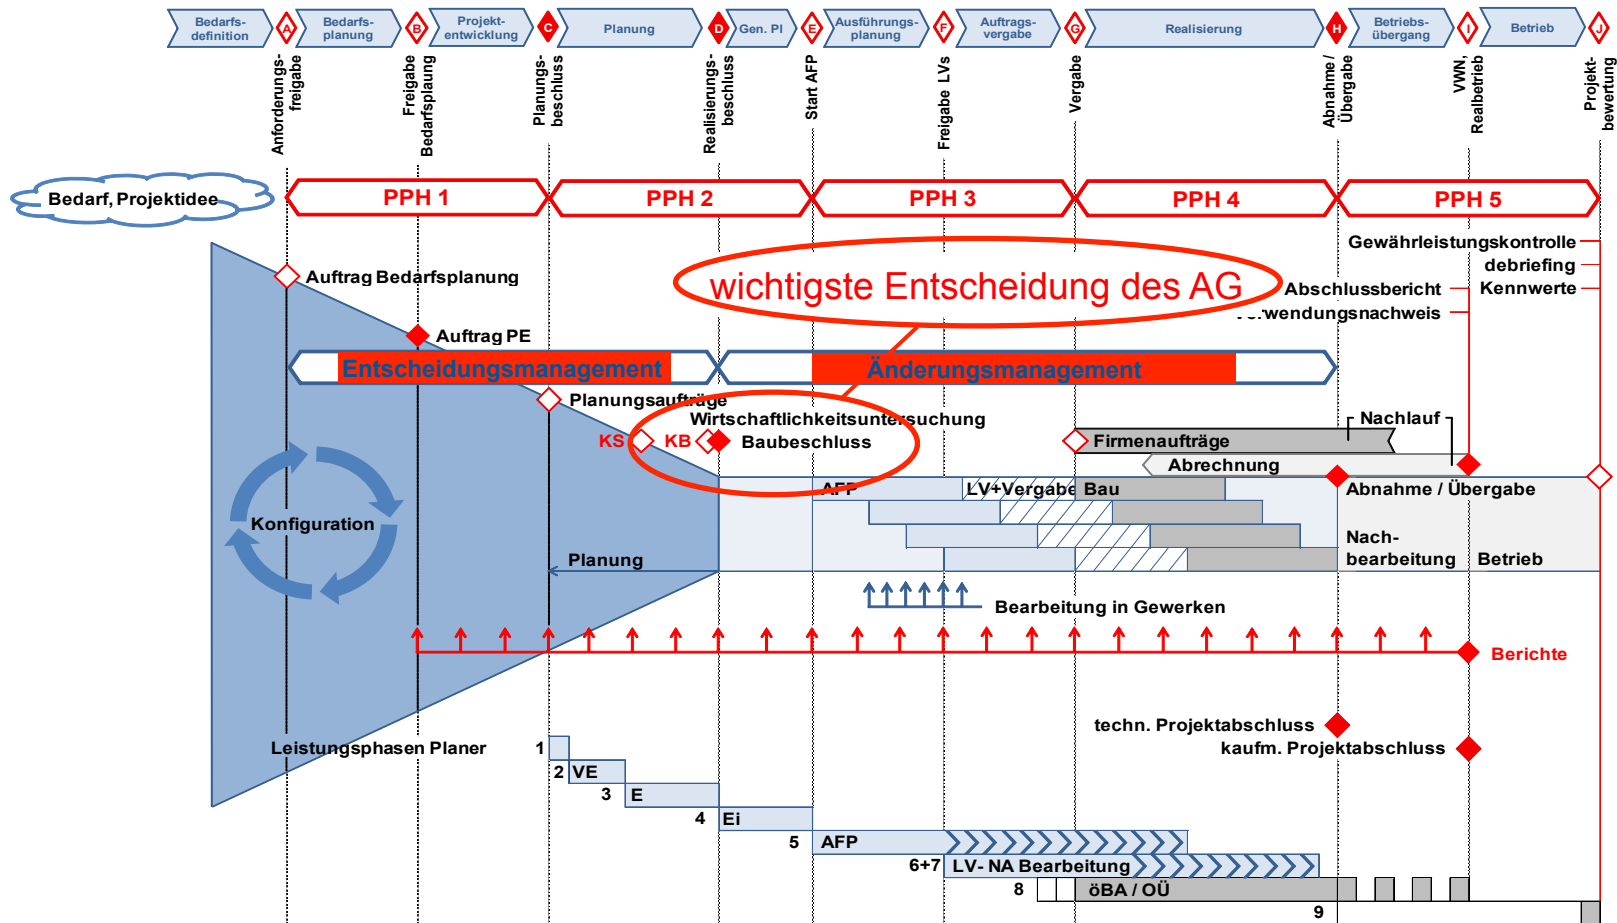 Bedarfs-
definition
A
Bedarfs-
planung
B
Projekt-
entwicklung
C
Planung
D
Gen. Pl
E
Ausführungs-
planung
F
Auftrags-
vergabe
G
Realisierung
H
Betriebs-
übergang
I
Betrieb
J
Anforderungs-
freigabe
Freigabe
Bedarfsplanung
Planungs-
beschluss
Realisierungs-
beschluss
Start AFP
Freigabe LVs
Vergabe
Abnahme /
Übergabe
VWN,
Realbetrieb
Projekt-
bewertung
Bedarf, Projektidee
PPH 1
PPH 2
PPH 3
PPH 4
PPH 5
Gewährleistungskontrolle
debriefing
Kennwerte
Auftrag Bedarfsplanung
wichtigste Entscheidung des AG
Abschlussbericht
rwendungsnachweis
Auftrag PE
Entscheidungsmanagement
Änderungsmanagement
Planungsaufträge
Wirtschaftlichkeitsuntersuchung
KS
KB
Baubeschluss
Nachlauf
Firmenaufträge
Abrechnung
AFP
LV+Vergabe
Bau
Abnahme / Übergabe
Konfiguration
Nach-
bearbeitung
Betrieb
Planung
Bearbeitung in Gewerken
Berichte
techn. Projektabschluss
kaufm. Projektabschluss
Leistungsphasen Planer
1
2 VE
3 E
4 Ei
5 AFP
6+7 LV- NA Bearbeitung
8 öBA / OÜ
9